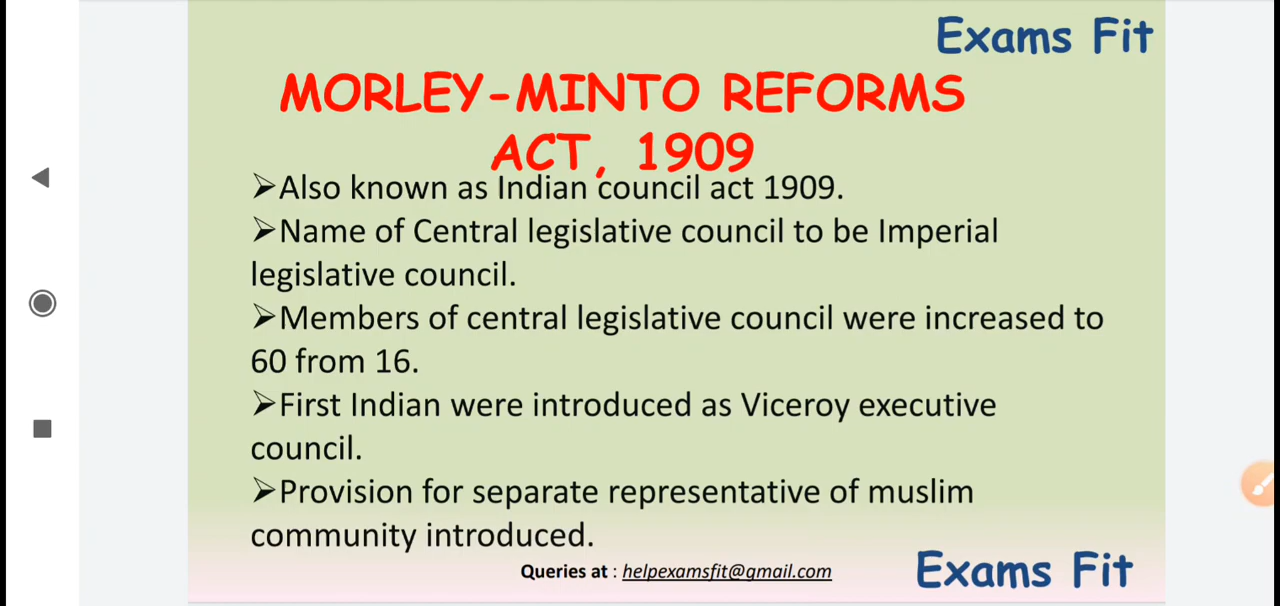 Exams Fit
MORLEY-MINTO REFORMS
ACT, 1909
➢Also known as Indian council act 1909.
➢Name of Central legislative council to be Imperial
legislative council.
➢Members of central legislative council were increased to
60 from 16.
➢First Indian were introduced as Viceroy executive
council.
➢Provision for separate representative of muslim
community introduced.
Queries at : helpexamsfit@gmail.com
Exams Fit